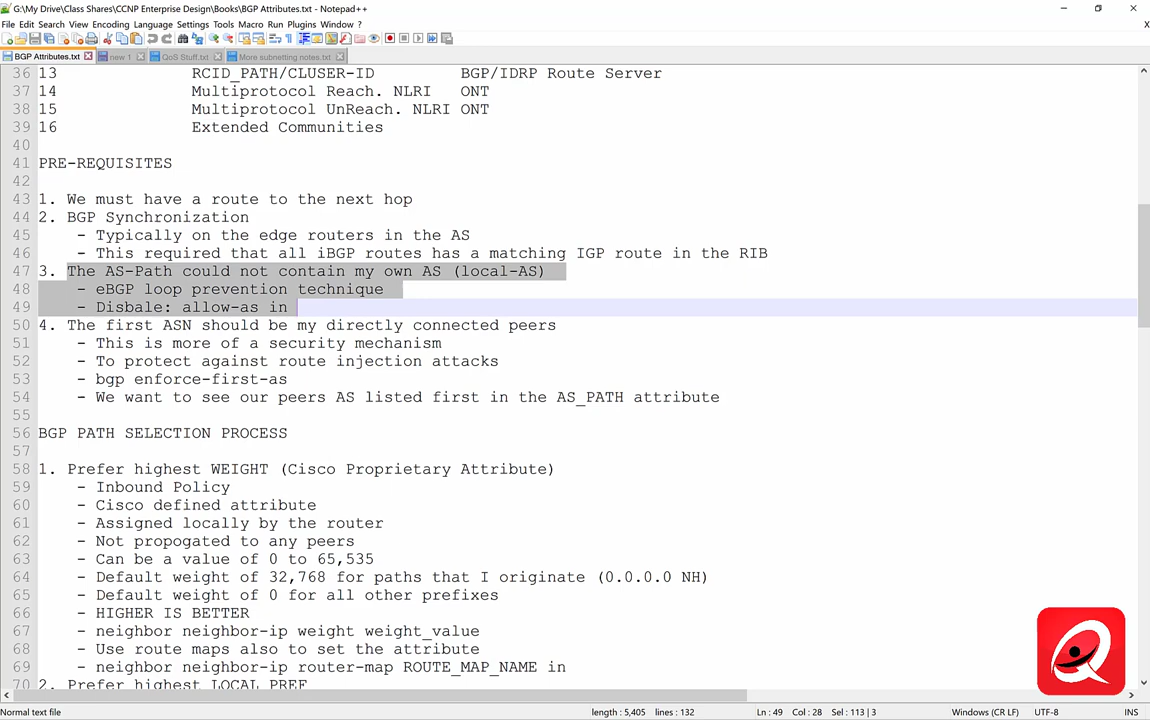 G:\My Drive\Class Shares\CCNP Enterprise Design\Books\BGP Attributes.txt - Notepad++
File Edit Search View Encoding Language Settings Tools Macro Run Plugins Window ?
X
BGP Attributes.txt new 1 QoS Stuff.txt More subnetting notes.txt
36 13 RCID_PATH/CLUSER-ID BGP/IDRP Route Server
37 14 Multiprotocol Reach. NLRI ONT
38 15 Multiprotocol UnReach. NLRI ONT
39 16 Extended Communities
40
41 PRE-REQUISITES
42
43 1. We must have a route to the next hop
44 2. BGP Synchronization
45 - Typically on the edge routers in the AS
46 - This required that all iBGP routes has a matching IGP route in the RIB
47 3. The AS-Path could not contain my own AS (local-AS)
48 - eBGP loop prevention technique
49 - Disbale: allow-as in
50 4. The first ASN should be my directly connected peers
51 - This is more of a security mechanism
52 - To protect against route injection attacks
53 - bgp enforce-first-as
54 - We want to see our peers AS listed first in the AS_PATH attribute
55
56 BGP PATH SELECTION PROCESS
57
58 1. Prefer highest WEIGHT (Cisco Proprietary Attribute)
59 - Inbound Policy
60 - Cisco defined attribute
61 - Assigned locally by the router
62 - Not propogated to any peers
63 - Can be a value of 0 to 65,535
64 - Default weight of 32,768 for paths that I originate (0.0.0.0 NH)
65 - Default weight of 0 for all other prefixes
66 - HIGHER IS BETTER
67 - neighbor neighbor-ip weight weight_value
68 - Use route maps also to set the attribute
69 - neighbor neighbor-ip router-map ROUTE_MAP_NAME in
70 2. Prefer highest LOCAL_PREF
Normal text file length : 5,405 lines : 132 Ln : 49 Col : 28 Sel : 113 | 3 Windows (CR LF) UTF-8 INS